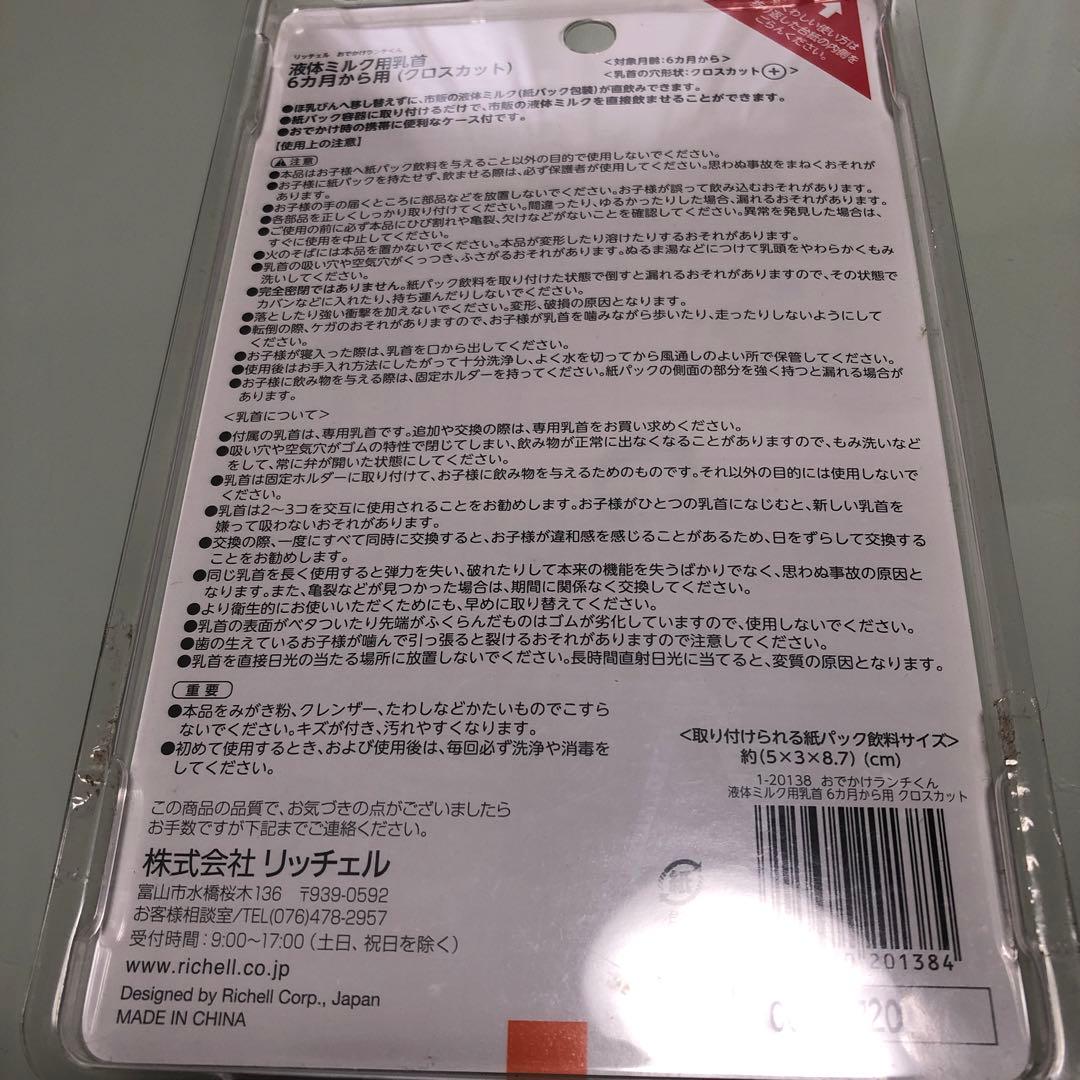 くわしい使い方は
折り返した台紙の内側を
ごらんください。
リッチェル おでかけランチくん
液体ミルク用乳首
6カ月から用(クロスカット)
<対象月齢:6カ月から>
<乳首の穴形状:クロスカット>
●ほ乳びんへ移し替えずに、市販の液体ミルク(紙パック包装)が直飲みできます。
●紙パック容器に取り付けるだけで、市販の液体ミルクを直接飲ませることができます。
●おでかけ時の携帯に便利なケース付です。
【使用上の注意】
⚠注意
●本品はお子様へ紙パック飲料を与えること以外の目的で使用しないでください。
●お子様に紙パックを持たせず、飲ませる際は、必ず保護者が使用してください。思わぬ事故をまねくおそれが
あります。
●お子様の手の届くところに部品などを放置しないでください。お子様が誤って飲み込むおそれがあります。
●各部品を正しくしっかり取り付けてください。間違ったり、ゆるかったりした場合、漏れるおそれがあります。
●ご使用の前に必ず本品にひび割れや亀裂、欠けなどがないことを確認してください。異常を発見した場合は、
すぐに使用を中止してください。
●火のそばには本品を置かないでください。本品が変形したり溶けたりするおそれがあります。
●乳首の吸い穴や空気穴がくっつき、ふさがるおそれがあります。ぬるま湯などにつけて乳頭をやわらかくもみ
洗いしてください。
●完全密閉ではありません。紙パック飲料を取り付けた状態で倒すと漏れるおそれがありますので、その状態で
カバンなどに入れたり、持ち運んだりしないでください。
●落としたり強い衝撃を加えないでください。変形、破損の原因となります。
●転倒の際、ケガのおそれがありますので、お子様が乳首を噛みながら歩いたり、走ったりしないようにして
ください。
●お子様が寝入った際は、乳首を口から出してください。
●使用後はお手入れ方法にしたがって十分洗浄し、よく水を切ってから風通しのよい所で保管してください。
●お子様に飲み物を与える際は、固定ホルダーを持ってください。紙パックの側面の部分を強く持つと漏れる場合が
あります。
<乳首について>
●付属の乳首は、専用乳首です。追加や交換の際は、専用乳首をお買い求めください。
●吸い穴や空気穴がゴムの特性で閉じてしまい、飲み物が正常に出なくなることがありますので、もみ洗いなど
をして、常に弁が開いた状態にしてください。
●乳首は固定ホルダーに取り付けて、お子様に飲み物を与えるためのものです。それ以外の目的には使用しないで
ください。
●乳首は2〜3コを交互に使用されることをお勧めします。お子様がひとつの乳首になじむと、新しい乳首を
嫌って吸わないおそれがあります。
●交換の際、一度にすべて同時に交換すると、お子様が違和感を感じることがあるため、日をずらして交換する
ことをお勧めします。
●同じ乳首を長く使用すると弾力を失い、破れたりして本来の機能を失うばかりでなく、思わぬ事故の原因と
なります。また、亀裂などが見つかった場合は、期間に関係なく交換してください。
●より衛生的にお使いいただくためにも、早めに取り替えてください。
●乳首の表面がベタついたり先端がふくらんだものはゴムが劣化していますので、使用しないでください。
●歯の生えているお子様が噛んで引っ張ると裂けるおそれがありますので注意してください。
●乳首を直接日光の当たる場所に放置しないでください。長時間直射日光に当てると、変質の原因となります。
重要
●本品をみがき粉、クレンザー、たわしなどかたいものでこすら
ないでください。キズが付き、汚れやすくなります。
●初めて使用するとき、および使用後は、毎回必ず洗浄や消毒を
してください。
<取り付けられる紙パック飲料サイズ>
約(5×3×8.7)(cm)
1-20138 おでかけランチくん
液体ミルク用乳首 6カ月から用 クロスカット
この商品の品質で、お気づきの点がございましたら
お手数ですが下記までご連絡ください。
株式会社 リッチェル
富山市水橋桜木136 〒939-0592
お客様相談室/TEL(076)478-2957
受付時間:9:00〜17:00(土日、祝日を除く)
www.richell.co.jp
Designed by Richell Corp., Japan
MADE IN CHINA
紙
201384